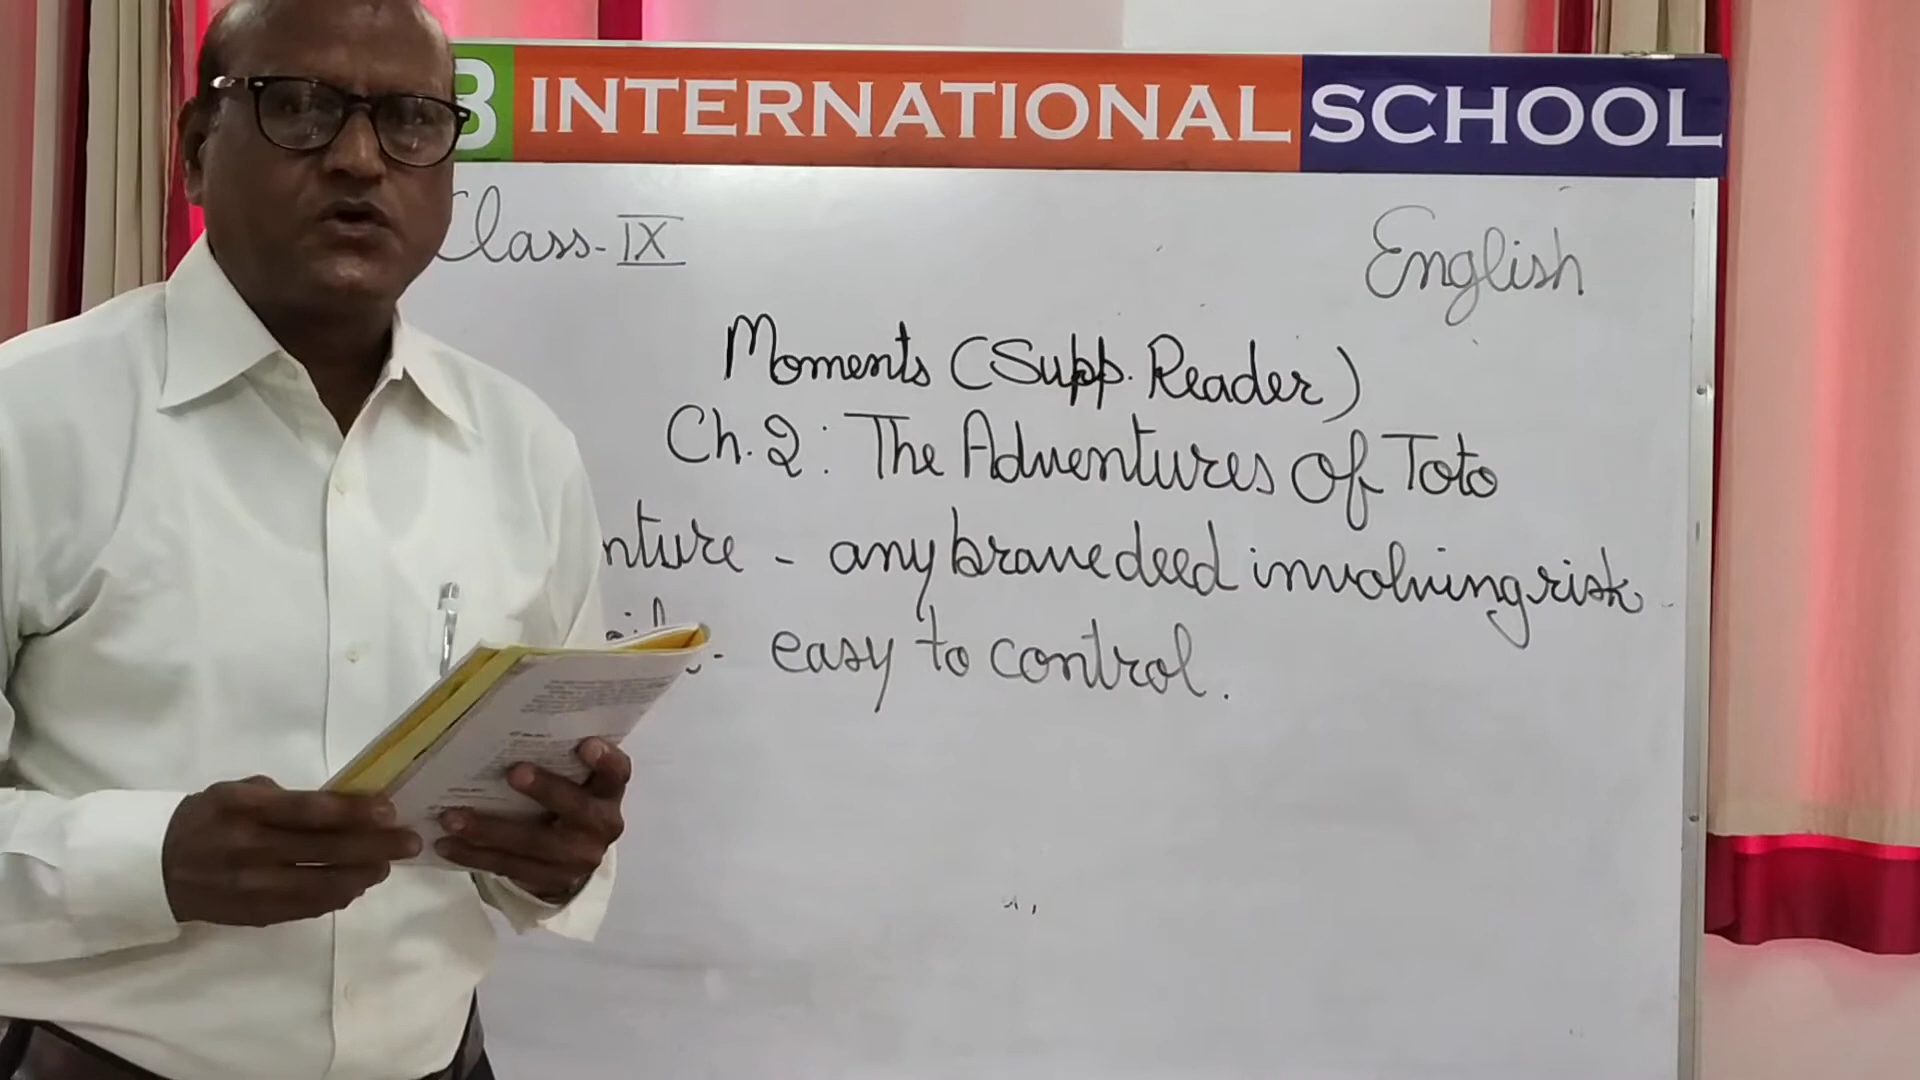 B INTERNATIONAL SCHOOL
Class-IX
English
Moments (Supp. Reader)
Ch. 2: The Adventures Of Toto
nture - any brave deed involving risk
- easy to control.